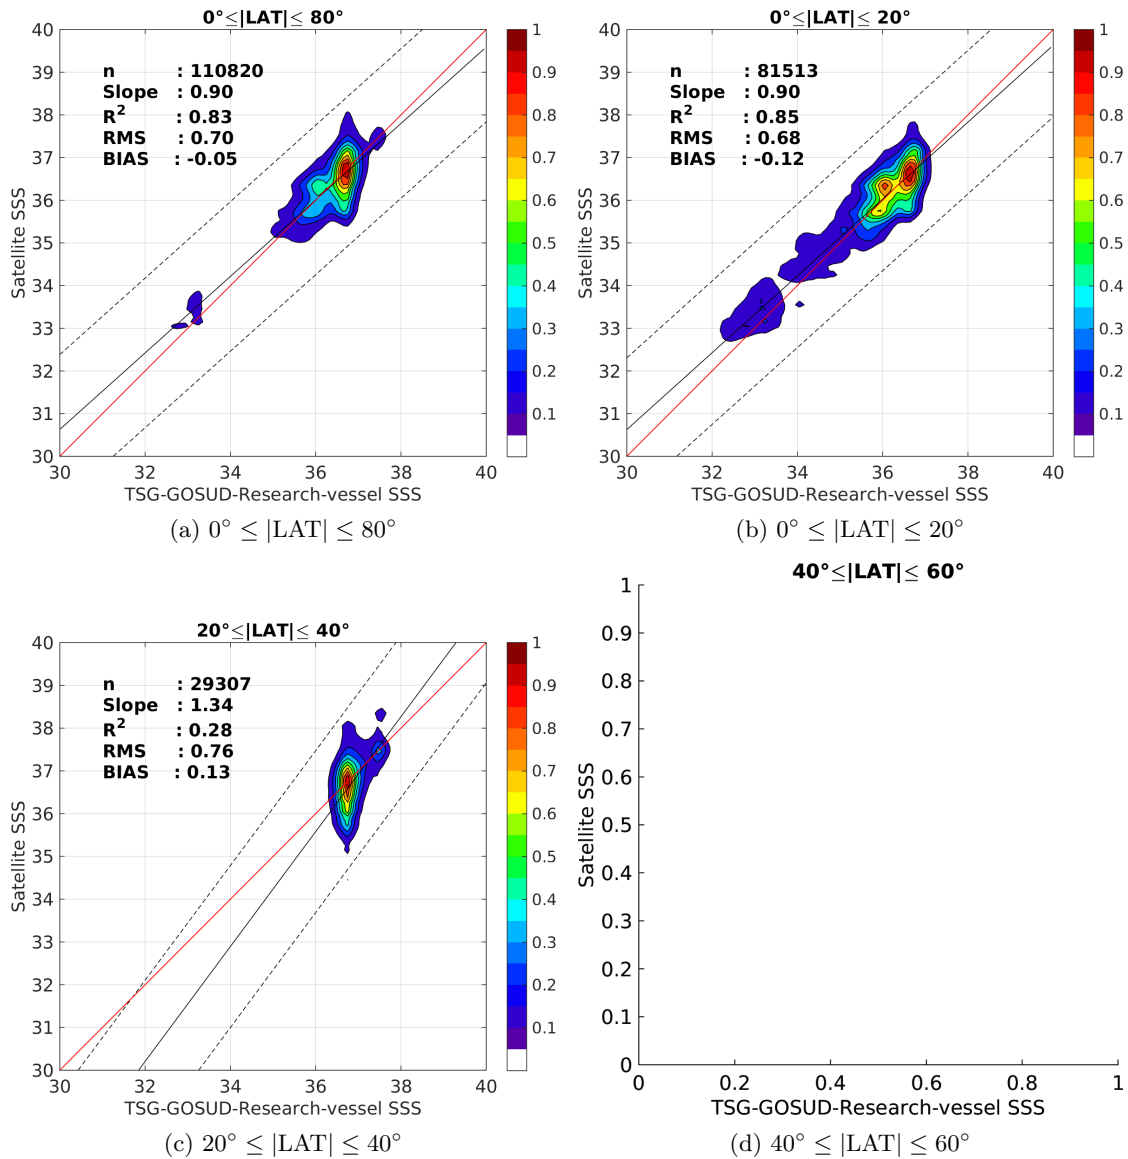 0°≤|LAT|≤ 80°
n : 110820
Slope : 0.90
R2 : 0.83
RMS : 0.70
BIAS : -0.05
Satellite SSS
40
39
38
37
36
35
34
33
32
31
30
30 32 34 36 38 40
TSG-GOSUD-Research-vessel SSS
1
0.9
0.8
0.7
0.6
0.5
0.4
0.3
0.2
0.1
(a) 0° ≤ |LAT| ≤ 80°
0°≤|LAT|≤ 20°
n : 81513
Slope : 0.90
R2 : 0.85
RMS : 0.68
BIAS : -0.12
Satellite SSS
40
39
38
37
36
35
34
33
32
31
30
30 32 34 36 38 40
TSG-GOSUD-Research-vessel SSS
1
0.9
0.8
0.7
0.6
0.5
0.4
0.3
0.2
0.1
(b) 0° ≤ |LAT| ≤ 20°
20°≤|LAT|≤ 40°
n : 29307
Slope : 1.34
R2 : 0.28
RMS : 0.76
BIAS : 0.13
Satellite SSS
40
39
38
37
36
35
34
33
32
31
30
30 32 34 36 38 40
TSG-GOSUD-Research-vessel SSS
1
0.9
0.8
0.7
0.6
0.5
0.4
0.3
0.2
0.1
(c) 20° ≤ |LAT| ≤ 40°
40°≤|LAT|≤ 60°
Satellite SSS
1
0.9
0.8
0.7
0.6
0.5
0.4
0.3
0.2
0.1
0
0 0.2 0.4 0.6 0.8 1
TSG-GOSUD-Research-vessel SSS
(d) 40° ≤ |LAT| ≤ 60°